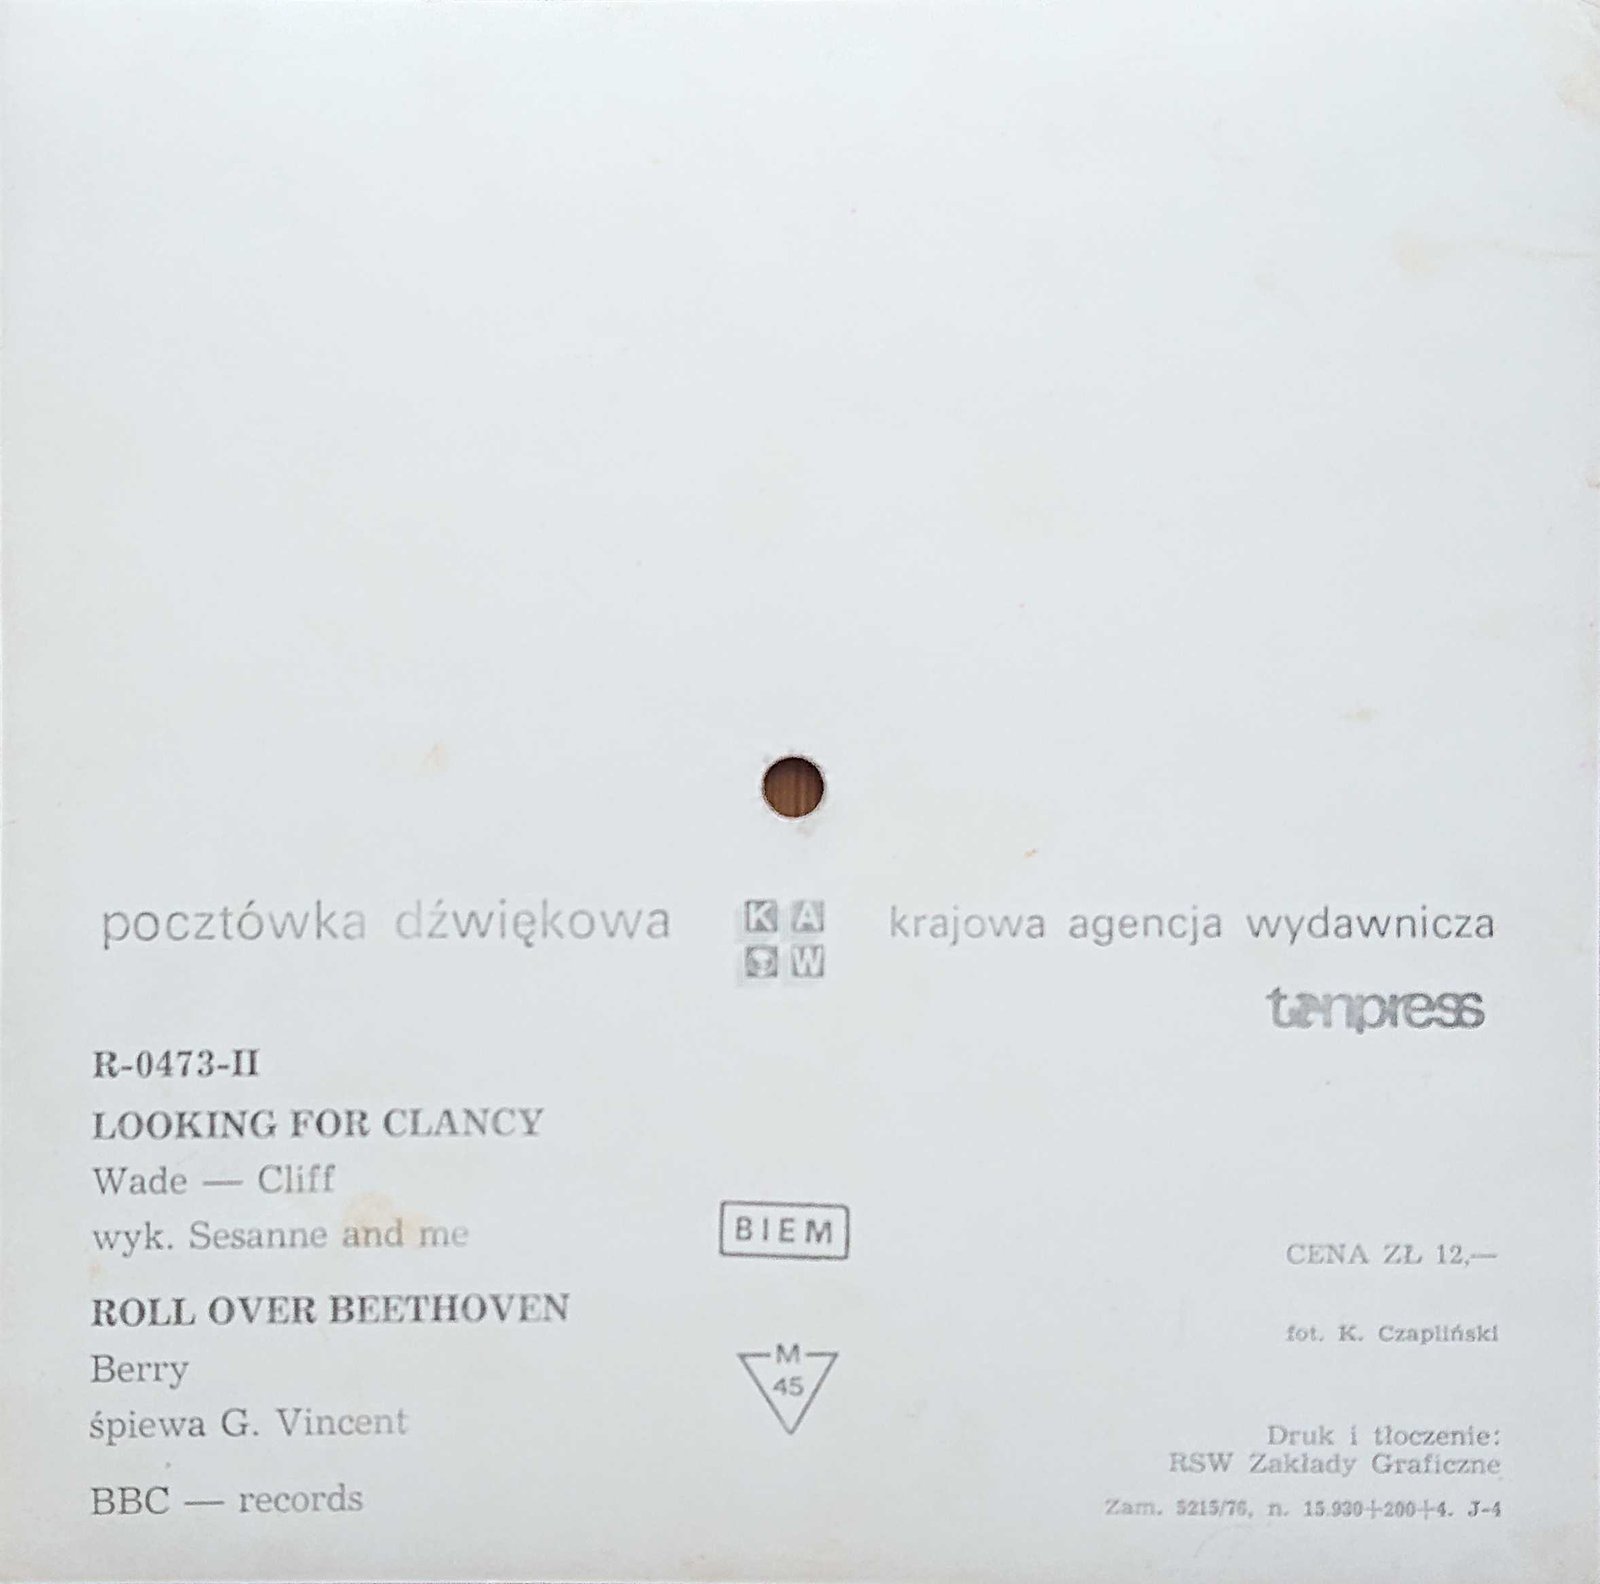 pocztówka dźwiękowa
K A
W
krajowa agencja wydawnicza
tonpress
R-0473-II
LOOKING FOR CLANCY
Wade — Cliff
wyk. Sesanne and me
ROLL OVER BEETHOVEN
Berry
śpiewa G. Vincent
BBC — records
BIEM
M
45
CENA ZŁ 12,—
fot. K. Czapliński
Druk i tłoczenie:
RSW Zakłady Graficzne
Zam. 5215/76, n. 15.930+200+4. J-4